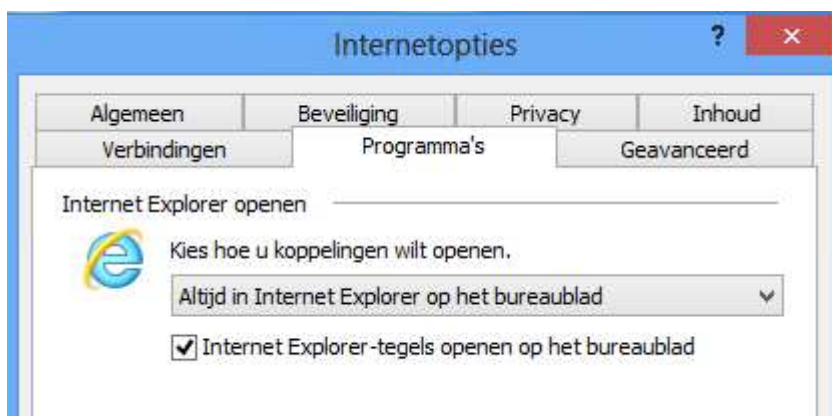 Internetopties
?
Algemeen Beveiliging Privacy Inhoud
Verbindingen Programma's Geavanceerd
Internet Explorer openen
Kies hoe u koppelingen wilt openen.
Altijd in Internet Explorer op het bureaublad
Internet Explorer-tegels openen op het bureaublad